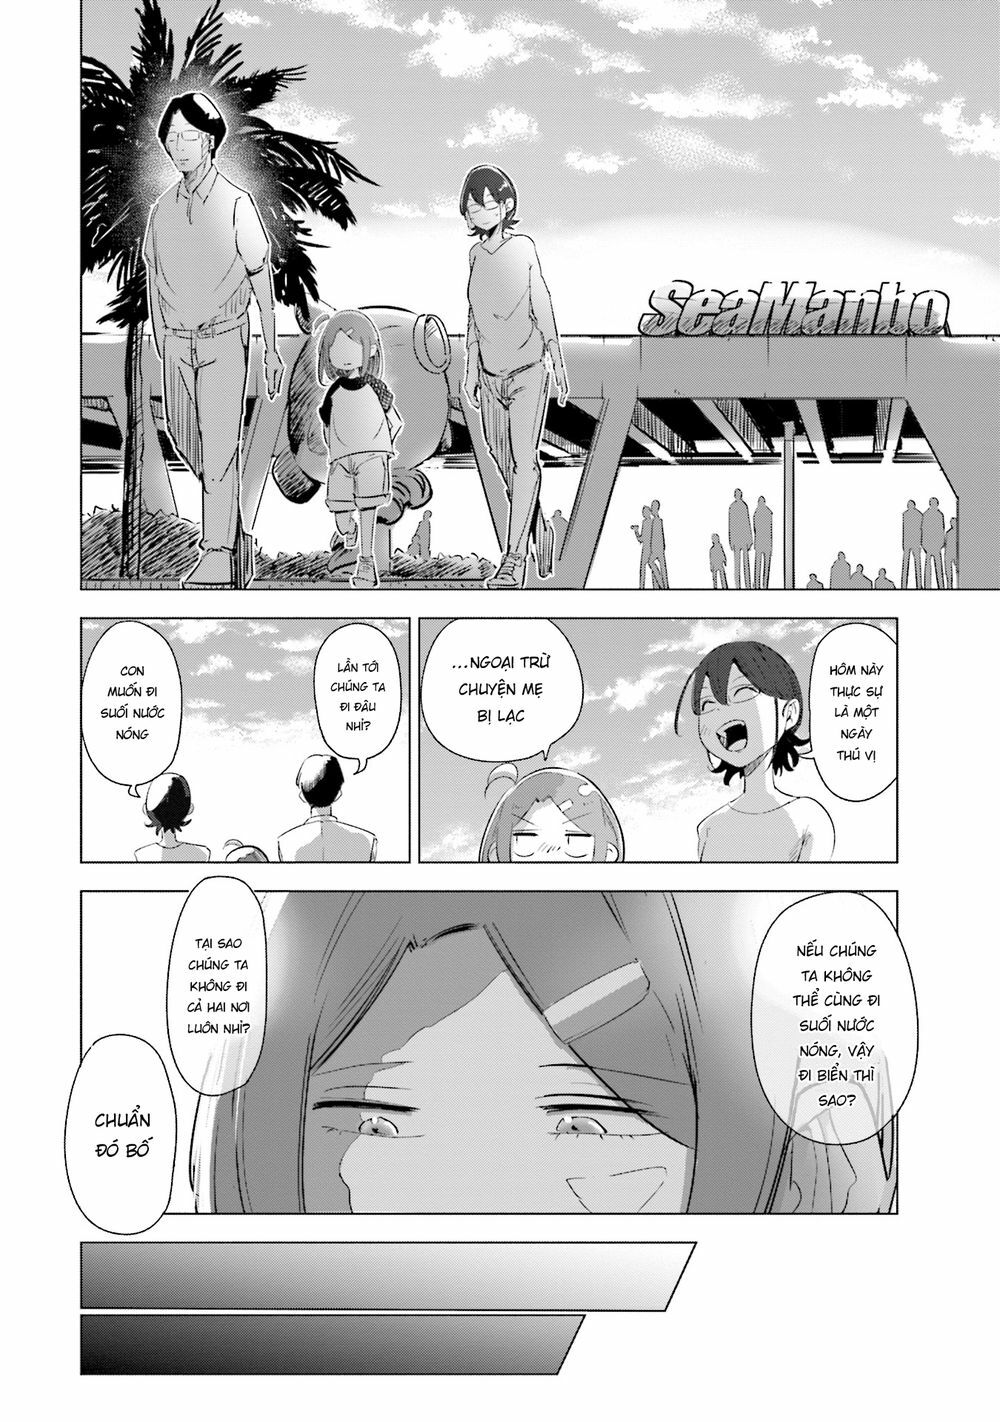 SeaManbo
HÔM NÀY
THỰC SỰ
LÀ MỘT
NGÀY
THÚ VỊ
...NGOẠI TRỪ
CHUYỆN MẸ
BỊ LẠC
LẦN TỚI
CHÚNG TA
ĐI ĐÂU
NHỈ?
CON
MUỐN ĐI
SUỐI NƯỚC
NÓNG
NẾU CHÚNG
TA KHÔNG
THỂ CÙNG ĐI
SUỐI NƯỚC
NÓNG, VẬY
ĐI BIỂN THÌ
SAO?
TẠI SAO
CHÚNG TA
KHÔNG ĐI
CẢ HAI NƠI
LUÔN NHỈ?
CHUẨN
ĐÓ BỐ